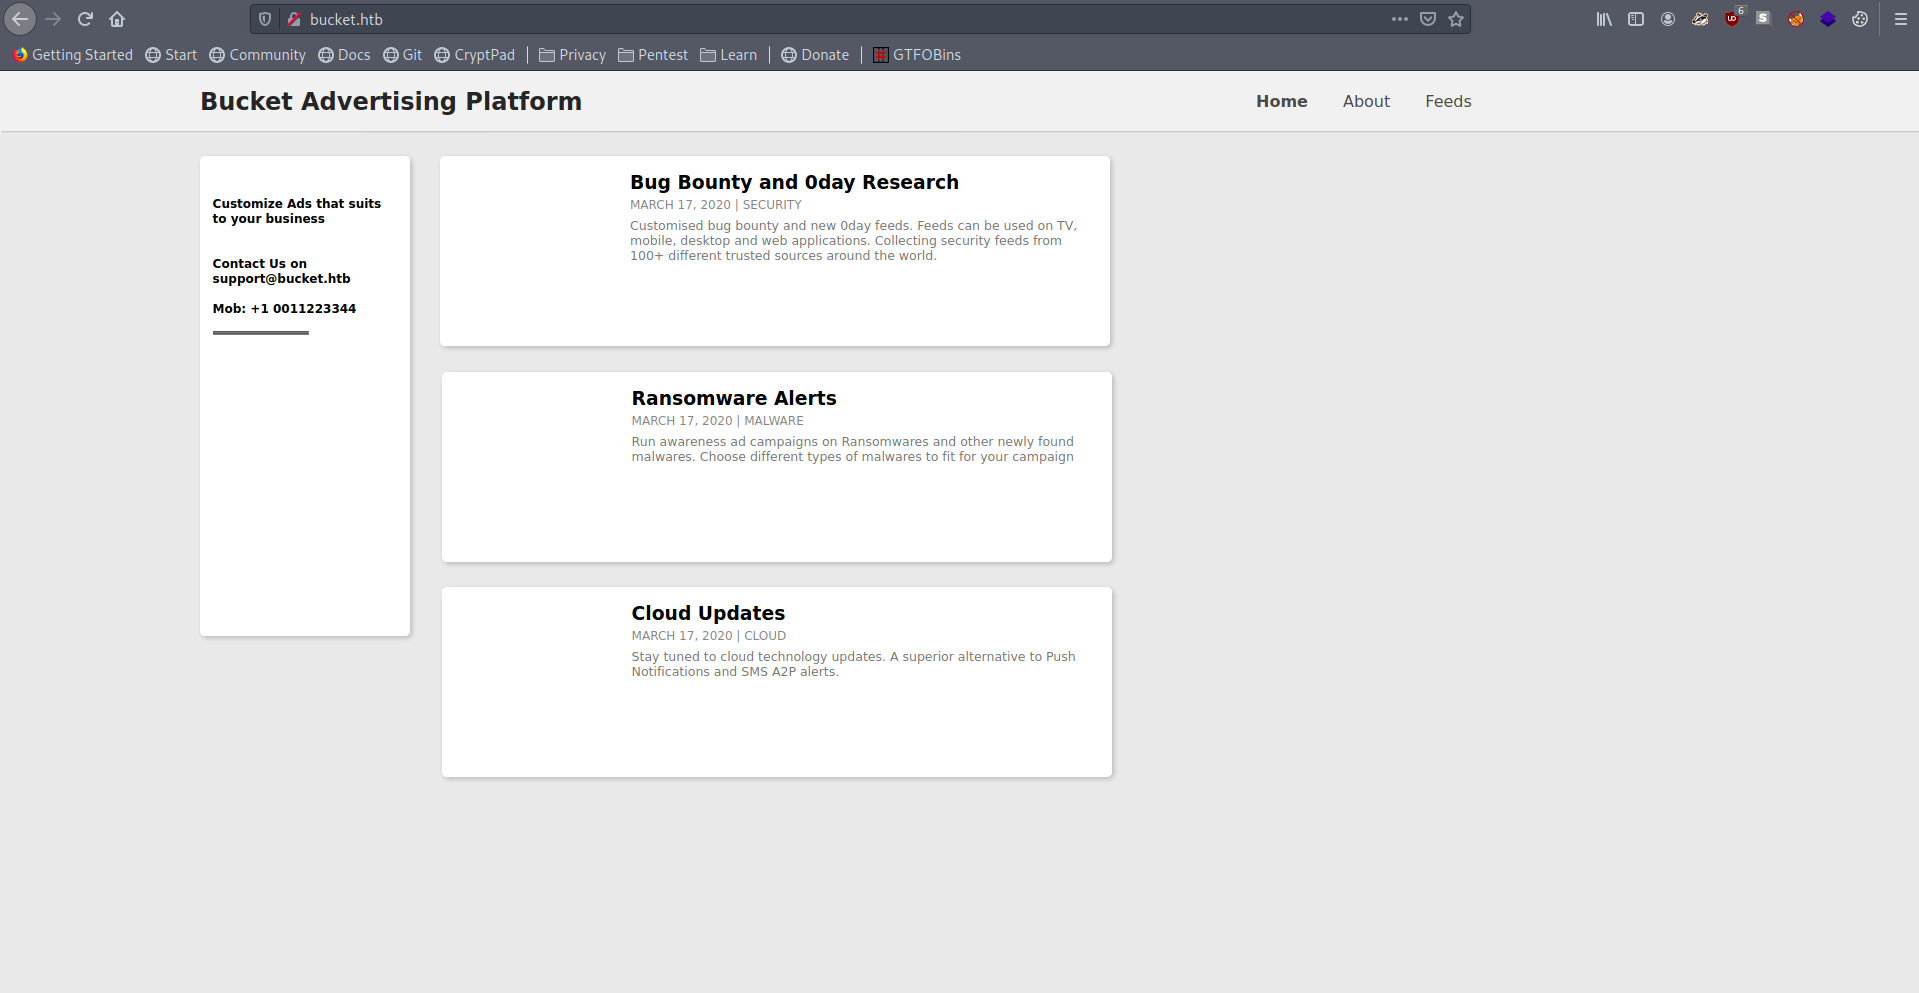 bucket.htb
6
Getting Started Start Community Docs Git CryptPad Privacy Pentest Learn Donate GTFOBins
Bucket Advertising Platform
Home About Feeds
Customize Ads that suits
to your business
Contact Us on
support@bucket.htb
Mob: +1 0011223344
Bug Bounty and 0day Research
MARCH 17, 2020 | SECURITY
Customised bug bounty and new 0day feeds. Feeds can be used on TV,
mobile, desktop and web applications. Collecting security feeds from
100+ different trusted sources around the world.
Ransomware Alerts
MARCH 17, 2020 | MALWARE
Run awareness ad campaigns on Ransomwares and other newly found
malwares. Choose different types of malwares to fit for your campaign
Cloud Updates
MARCH 17, 2020 | CLOUD
Stay tuned to cloud technology updates. A superior alternative to Push
Notifications and SMS A2P alerts.